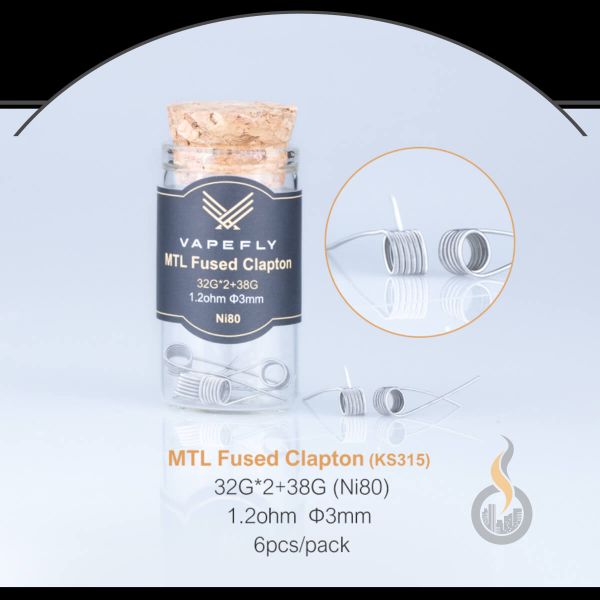 VAPEFLY
MTL Fused Clapton
32G*2+38G
1.2ohm Φ3mm
Ni80
MTL Fused Clapton (KS315)
32G*2+38G (Ni80)
1.2ohm Φ3mm
6pcs/pack